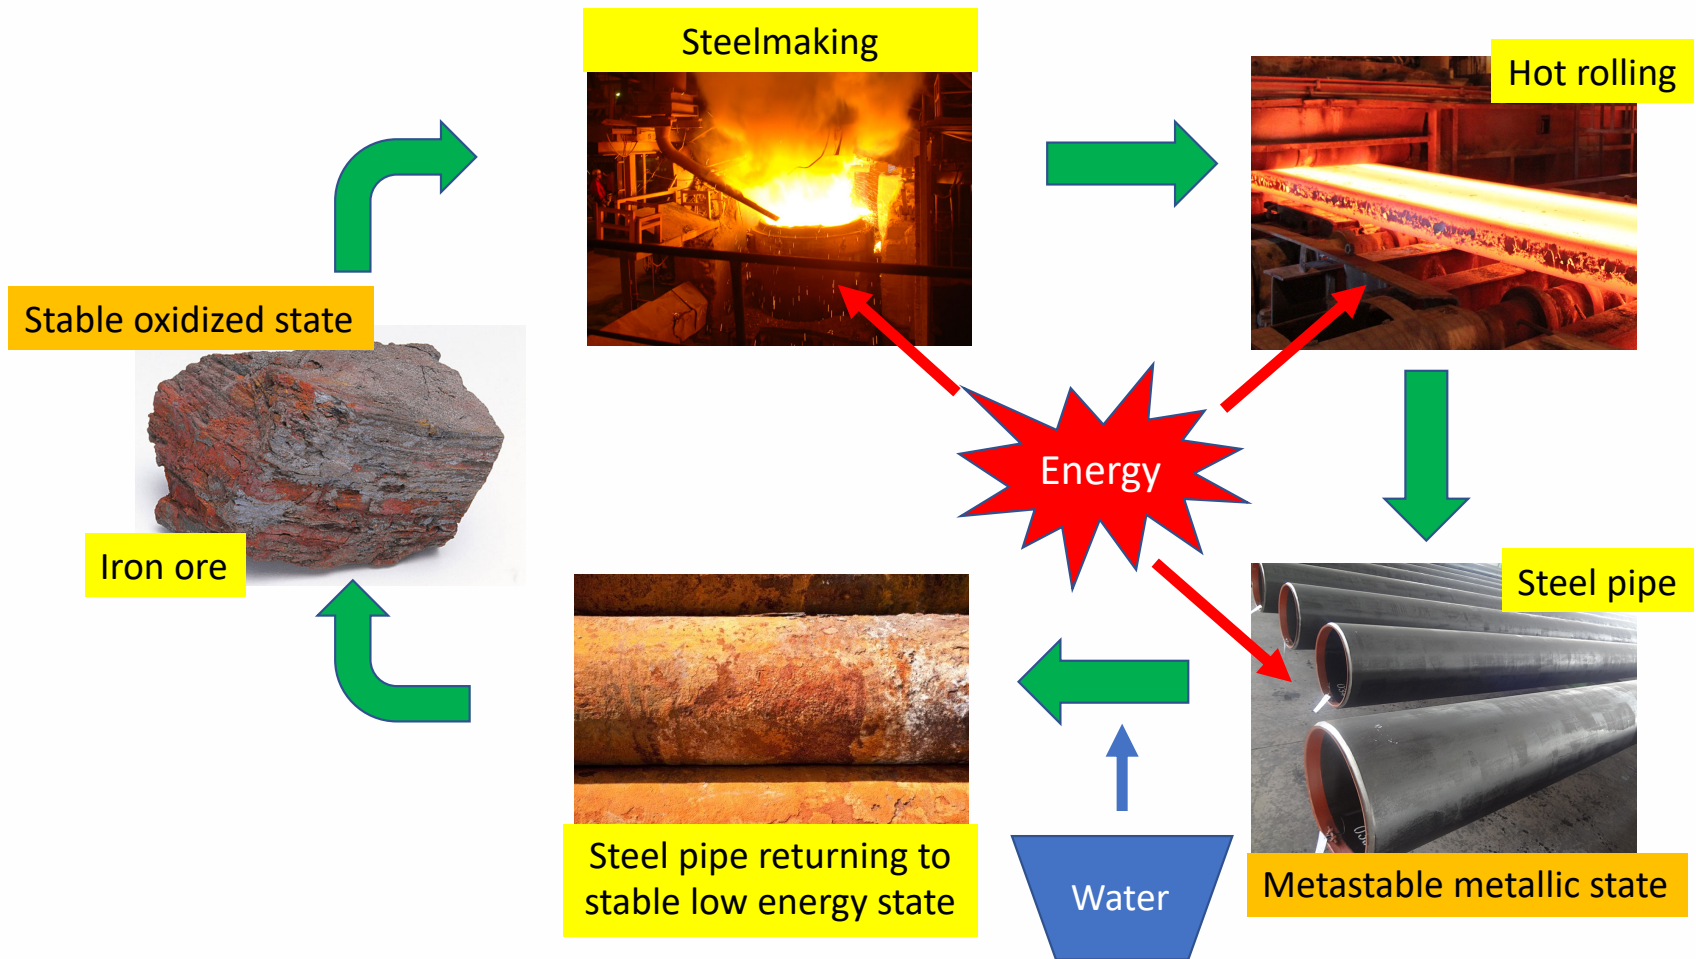 Steelmaking
Hot rolling
Stable oxidized state
Energy
Iron ore
Steel pipe
Steel pipe returning to
stable low energy state
Water
Metastable metallic state